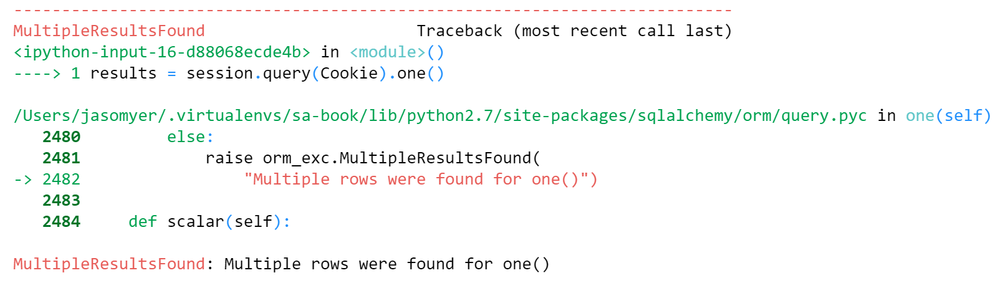 ---------------------------------------------------------------------------
MultipleResultsFound                      Traceback (most recent call last)
<ipython-input-16-d88068ecde4b> in <module>()
----> 1 results = session.query(Cookie).one()

/Users/jasomyer/.virtualenvs/sa-book/lib/python2.7/site-packages/sqlalchemy/orm/query.pyc in one(self)
   2480         else:
   2481             raise orm_exc.MultipleResultsFound(
-> 2482                 "Multiple rows were found for one()")
   2483
   2484     def scalar(self):

MultipleResultsFound: Multiple rows were found for one()